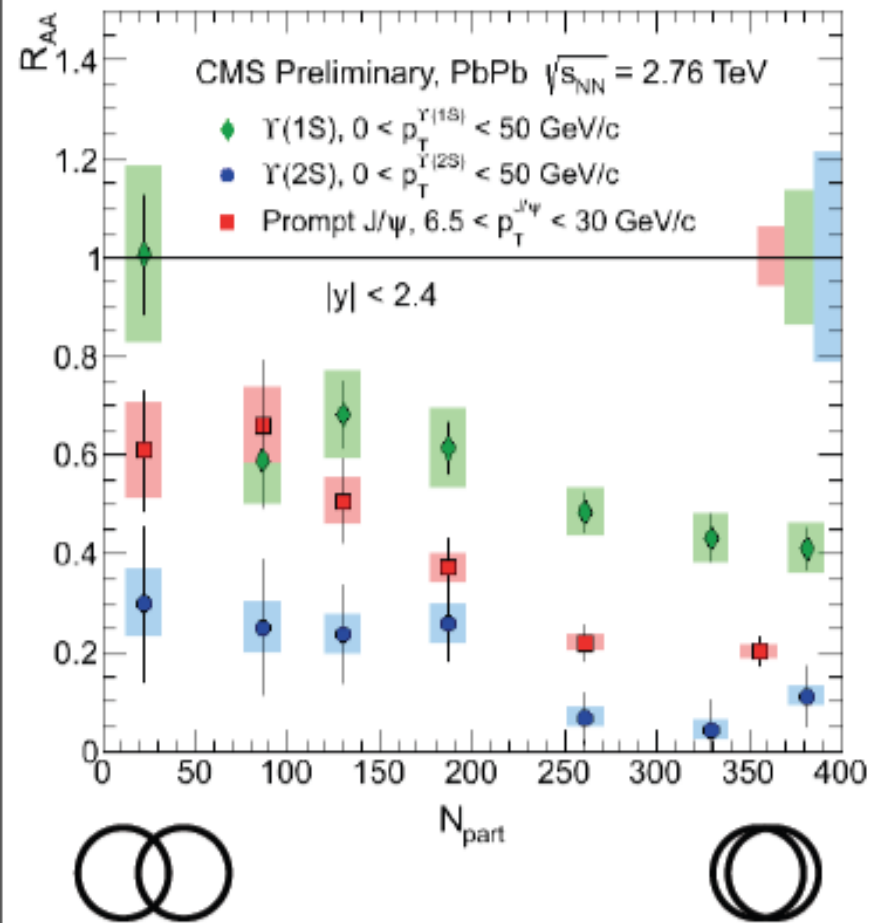 R_AA
CMS Preliminary, PbPb √s_NN = 2.76 TeV
ϒ(1S), 0 < p_T^ϒ(1S) < 50 GeV/c
ϒ(2S), 0 < p_T^ϒ(2S) < 50 GeV/c
Prompt J/ψ, 6.5 < p_T^J/ψ < 30 GeV/c
|y| < 2.4
1.4
1.2
1
0.8
0.6
0.4
0.2
0
0 50 100 150 200 250 300 350 400
N_part